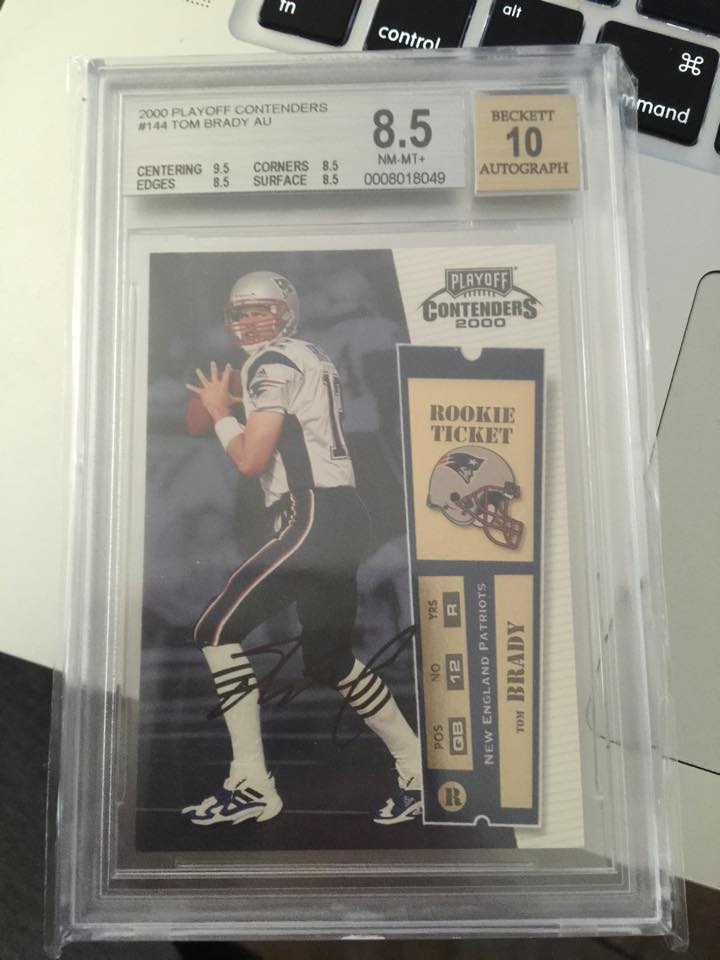 fn
control
alt
⌘
mmand
2000 PLAYOFF CONTENDERS
#144 TOM BRADY AU
8.5
NM-MT+
CENTERING 9.5 CORNERS 8.5
EDGES 8.5 SURFACE 8.5
0008018049
BECKETT
10
AUTOGRAPH
PLAYOFF
CONTENDERS
2000
ROOKIE
TICKET
YRS R
NO 12
POS QB
R
NEW ENGLAND PATRIOTS
TOM BRADY